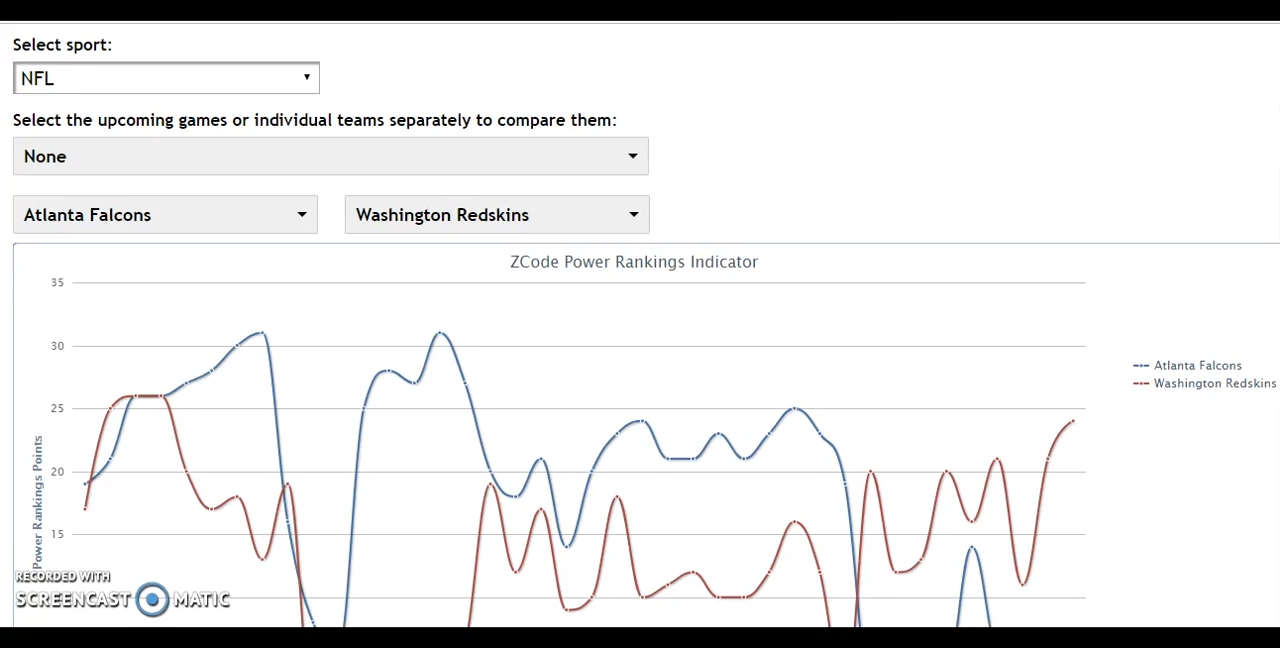 Select sport:
NFL
Select the upcoming games or individual teams separately to compare them:
None
Atlanta Falcons
Washington Redskins
ZCode Power Rankings Indicator
35
30
25
20
15
Power Rankings Points
Atlanta Falcons
Washington Redskins
RECORDED WITH
SCREENCAST MATIC